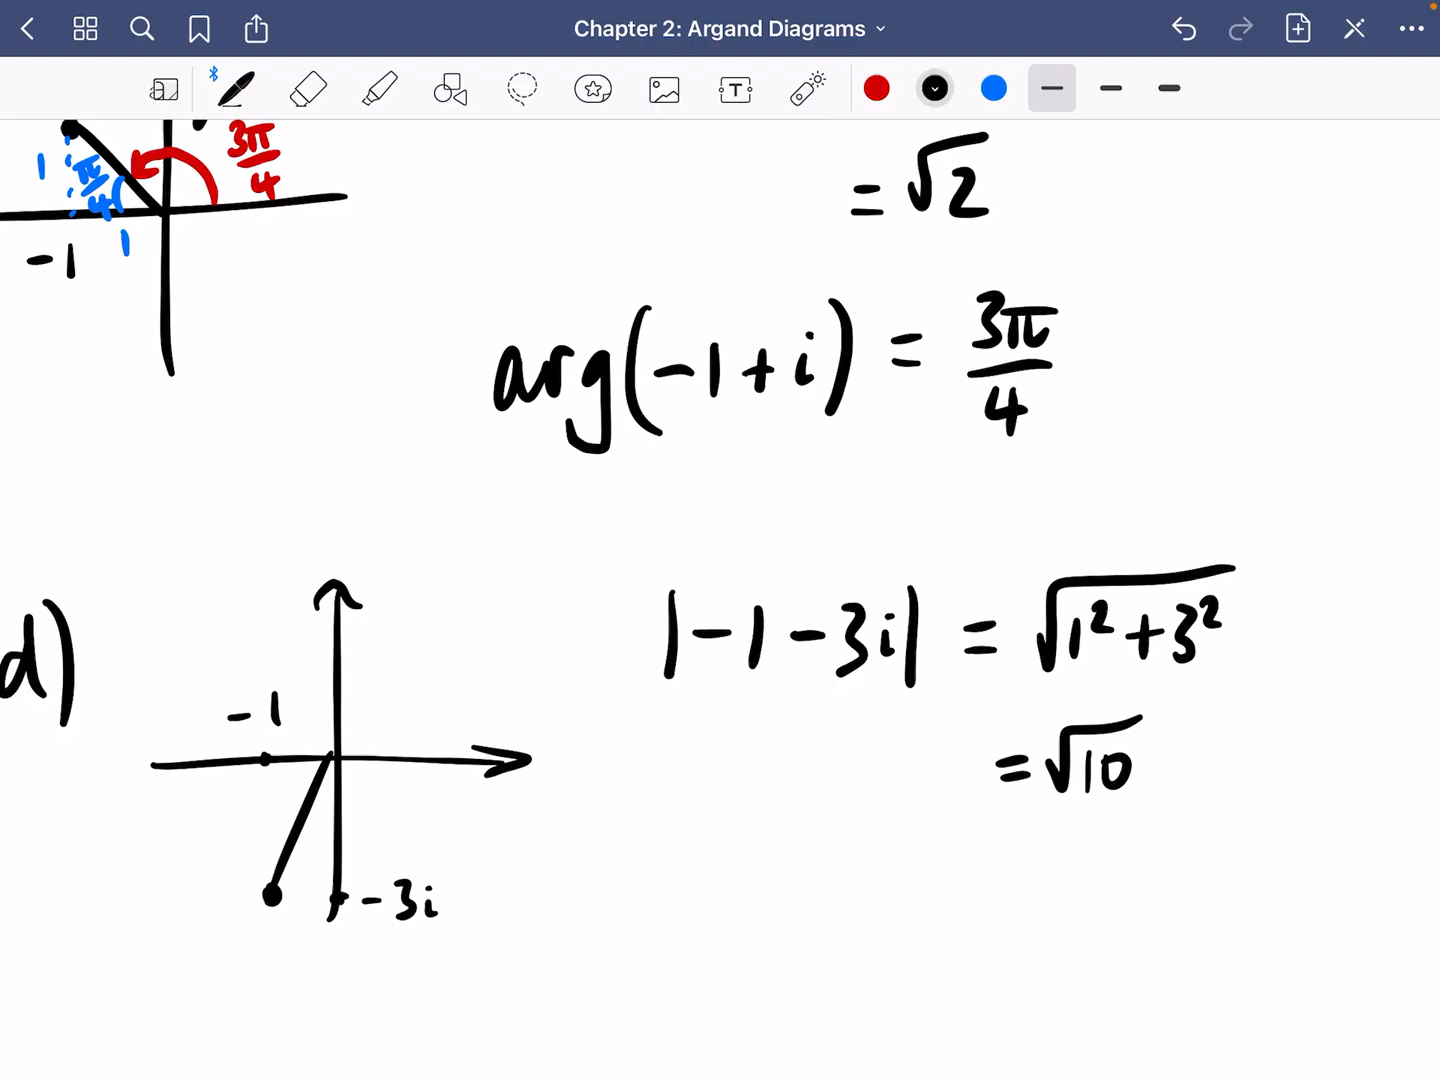 Chapter 2: Argand Diagrams
1 π/4 3π/4
= √2
-1 1
arg(-1+i) = 3π/4
d) |-1-3i| = √1²+3²
-1
= √10
-3i